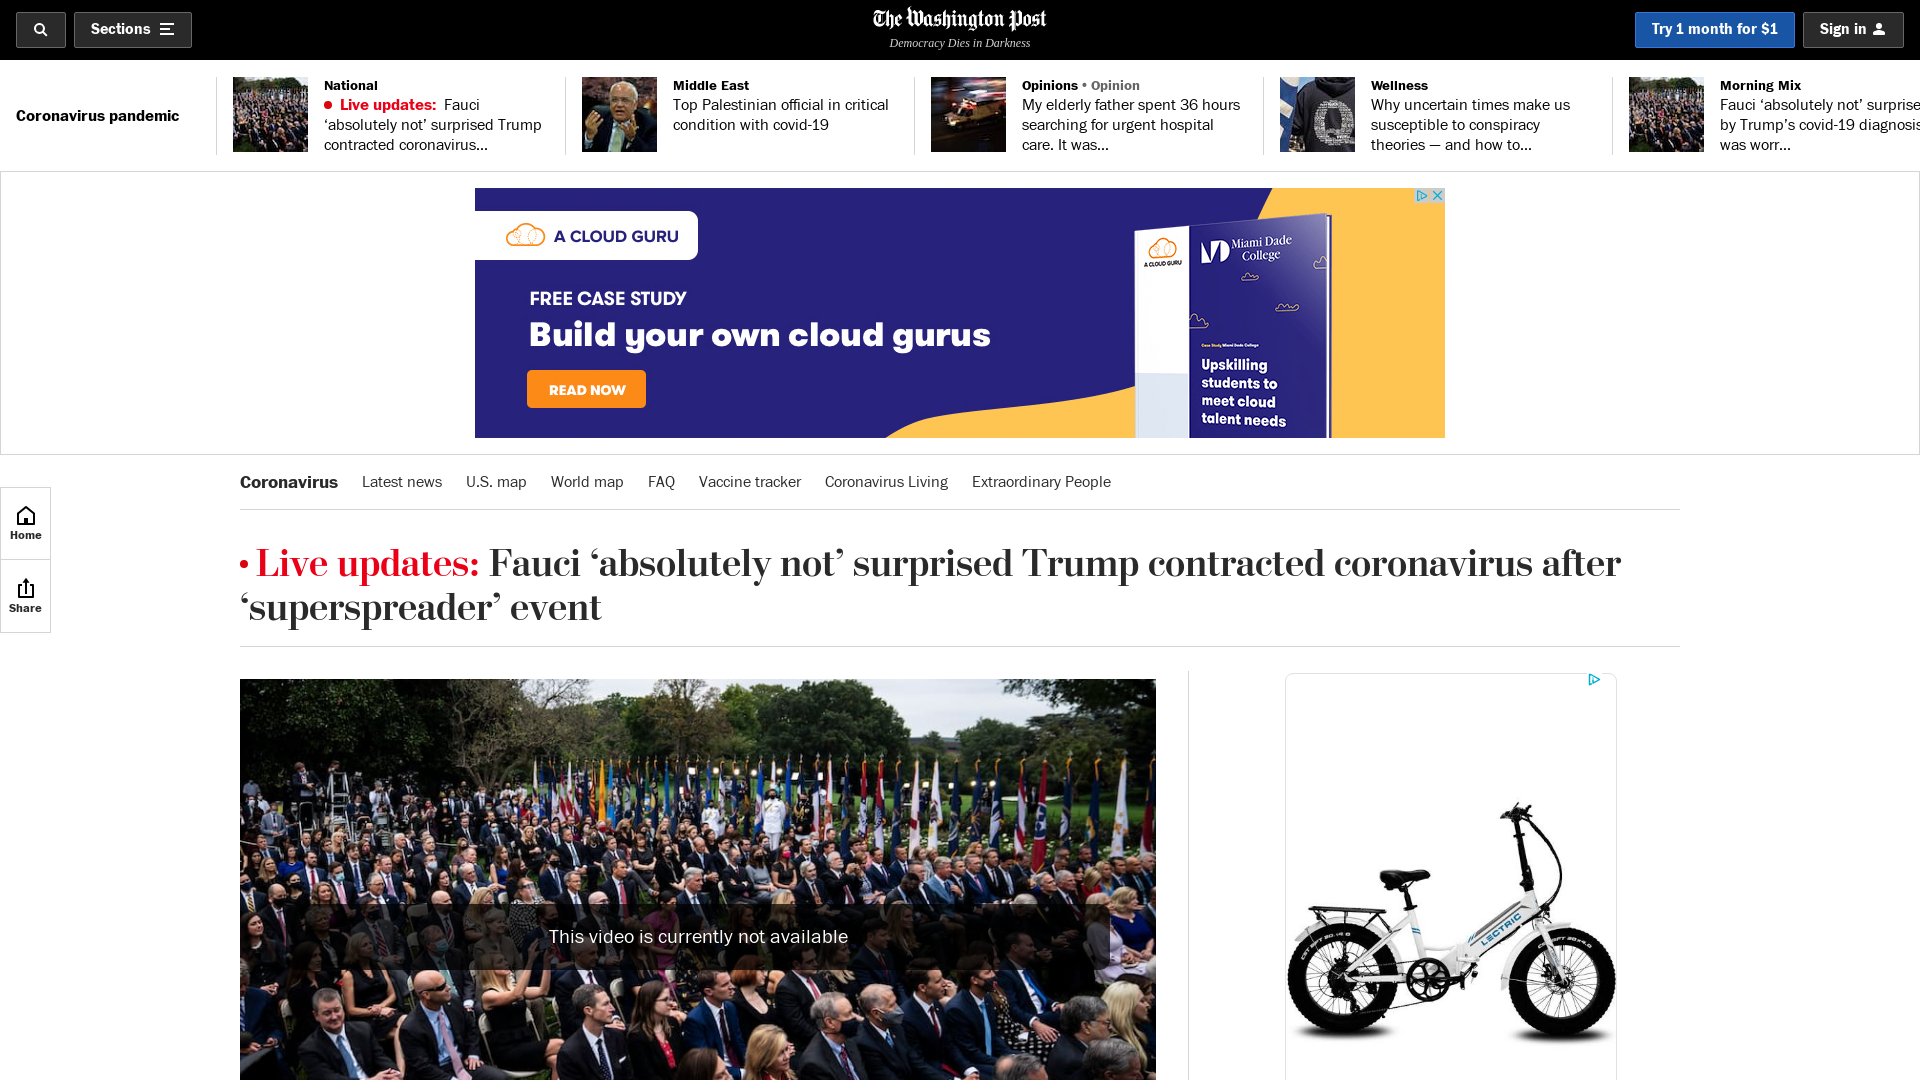 Sections
The Washington Post
Democracy Dies in Darkness
Try 1 month for $1
Sign in
Coronavirus pandemic
National
Live updates: Fauci
‘absolutely not’ surprised Trump
contracted coronavirus...
Middle East
Top Palestinian official in critical
condition with covid-19
Opinions • Opinion
My elderly father spent 36 hours
searching for urgent hospital
care. It was...
Wellness
Why uncertain times make us
susceptible to conspiracy
theories — and how to...
Morning Mix
Fauci ‘absolutely not’ surprise
by Trump’s covid-19 diagnosis
was worr...
Q
A CLOUD GURU
FREE CASE STUDY
Build your own cloud gurus
READ NOW
A CLOUD GURU
Miami Dade
College
Case Study Miami Dade College
Upskilling
students to
meet cloud
talent needs
Coronavirus
Latest news
U.S. map
World map
FAQ
Vaccine tracker
Coronavirus Living
Extraordinary People
Home
Share
• Live updates: Fauci ‘absolutely not’ surprised Trump contracted coronavirus after
‘superspreader’ event
This video is currently not available
LECTRIC